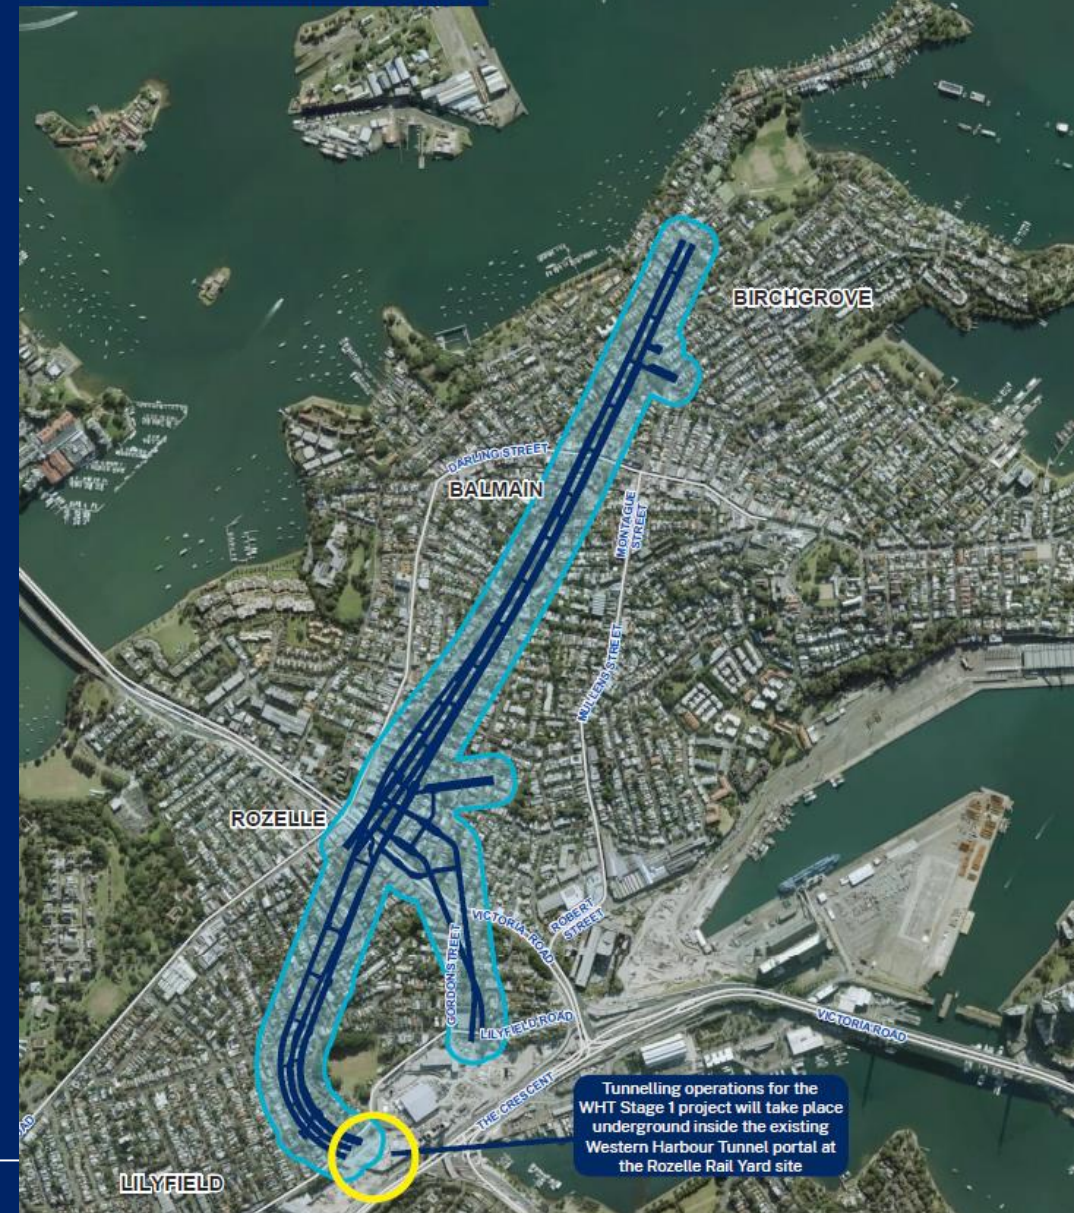 BIRCHGROVE
DARLING STREET
BALMAIN
MONTAGUE
STREET
MULLENS STREET
ROZELLE
VICTORIA ROAD
ROBERT
STREET
GORDON STREET
LILYFIELD ROAD
VICTORIA ROAD
THE CRESCENT
Tunnelling operations for the
WHT Stage 1 project will take place
underground inside the existing
Western Harbour Tunnel portal at
the Rozelle Rail Yard site
LILYFIELD